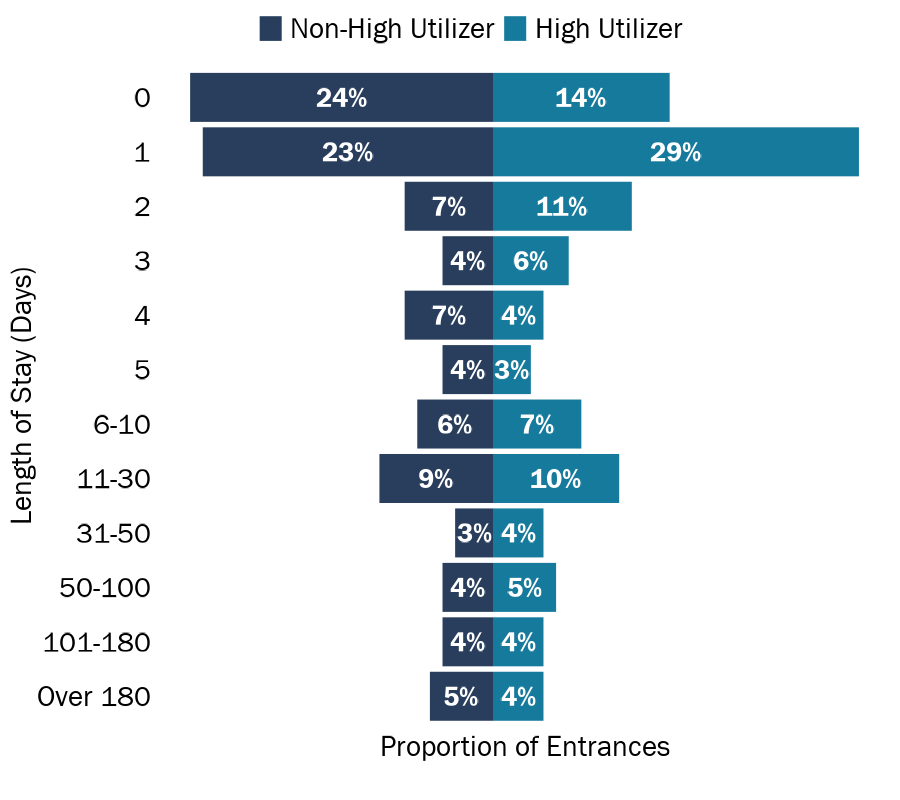 Non-High Utilizer High Utilizer
0 24% 14%
1 23% 29%
2 7% 11%
3 4% 6%
4 7% 4%
5 4% 3%
6-10 6% 7%
11-30 9% 10%
31-50 3% 4%
50-100 4% 5%
101-180 4% 4%
Over 180 5% 4%
Length of Stay (Days)
Proportion of Entrances